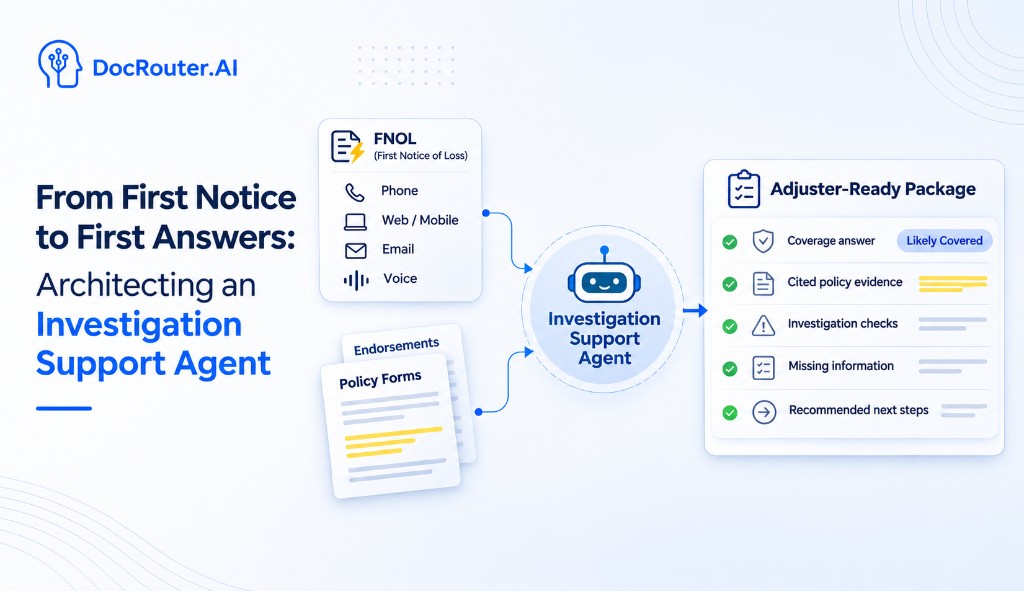 DocRouter.AI
From First Notice
to First Answers:
Architecting an
Investigation
Support Agent
FNOL
(First Notice of Loss)
Phone
Web / Mobile
Email
Voice
Endorsements
Policy Forms
Investigation
Support
Agent
Adjuster-Ready Package
Coverage answer
Likely Covered
Cited policy evidence
Investigation checks
Missing information
Recommended next steps